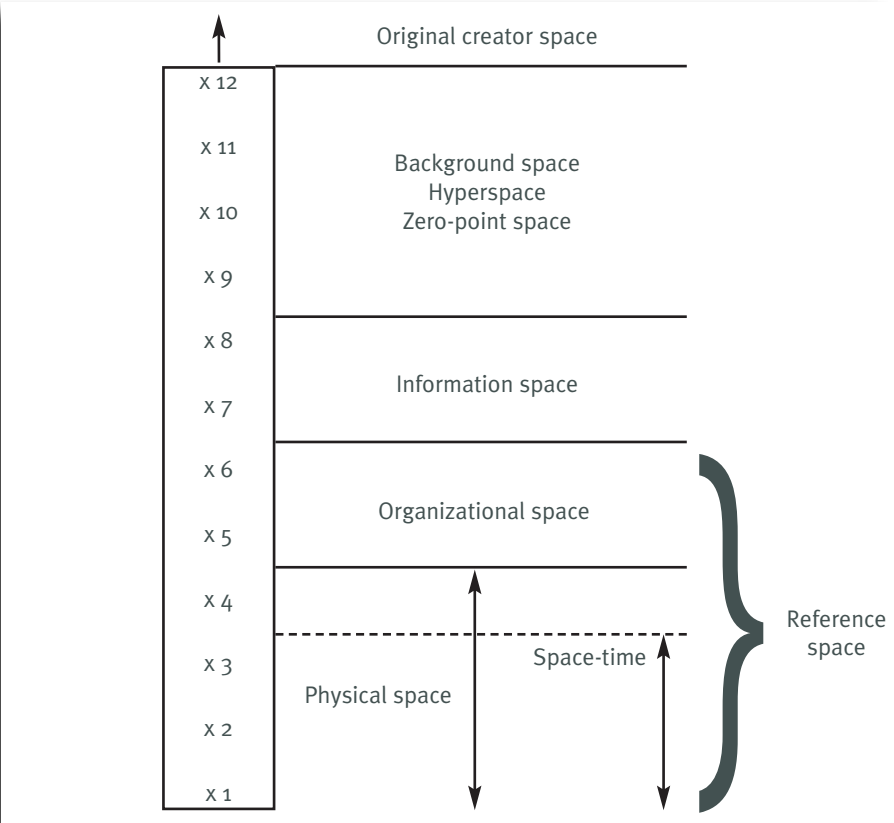 Original creator space
x 12
x 11
Background space
Hyperspace
x 10
Zero-point space
x 9
x 8
Information space
x 7
x 6
Organizational space
x 5
x 4
Reference
space
Space-time
x 3
Physical space
x 2
x 1